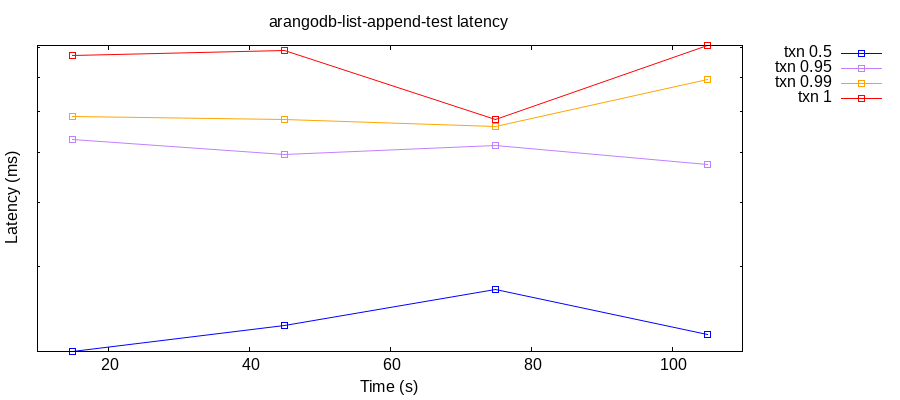 arangodb-list-append-test latency
txn 0.5
txn 0.95
txn 0.99
txn 1
Latency (ms)
20 40 60 80 100
Time (s)